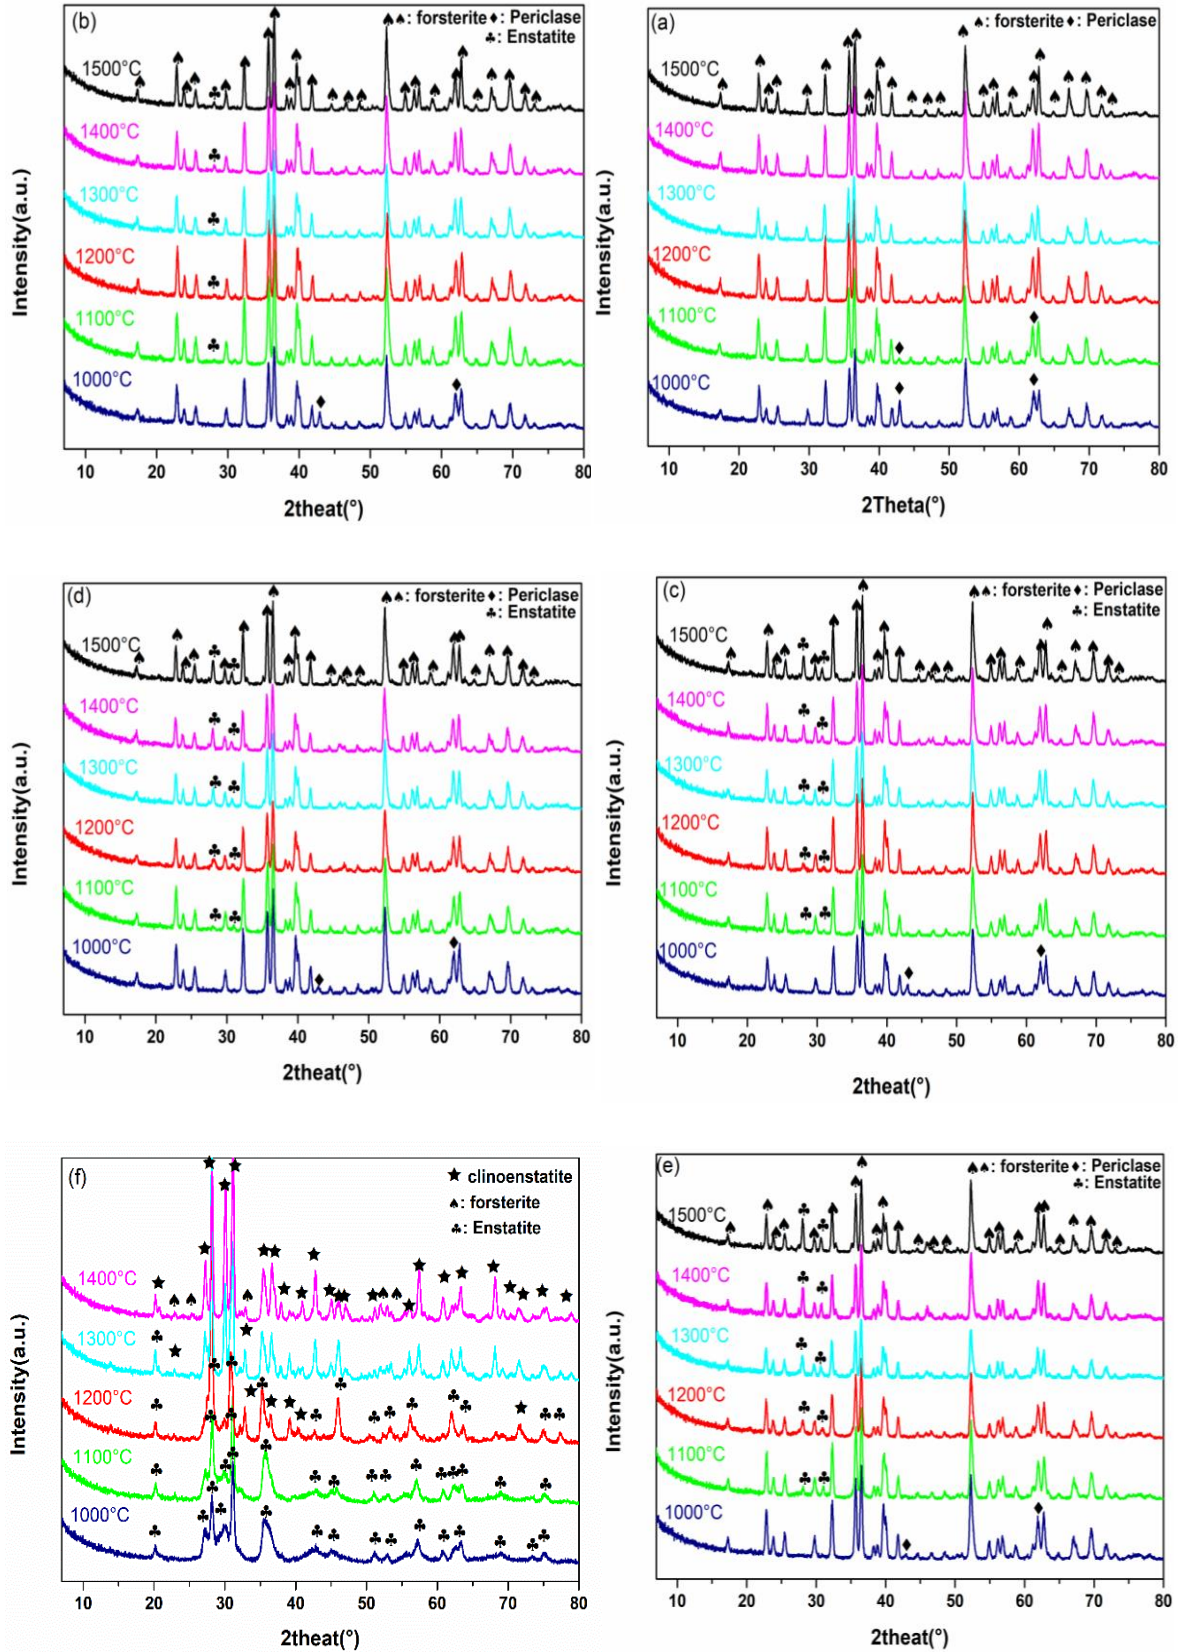 (b)
♠♠: forsterite♦: Periclase
♣: Enstatite
1500°C
1400°C
1300°C
1200°C
1100°C
1000°C
Intensity(a.u.)
10 20 30 40 50 60 70 80
2theat(°)
(a)
♠: forsterite♦: Periclase
1500°C
1400°C
1300°C
1200°C
1100°C
1000°C
Intensity(a.u.)
10 20 30 40 50 60 70 80
2Theta(°)
(d)
♠♠: forsterite♦: Periclase
♣: Enstatite
1500°C
1400°C
1300°C
1200°C
1100°C
1000°C
Intensity(a.u.)
10 20 30 40 50 60 70 80
2theat(°)
(c)
♠♠: forsterite♦: Periclase
♣: Enstatite
1500°C
1400°C
1300°C
1200°C
1100°C
1000°C
Intensity(a.u.)
10 20 30 40 50 60 70 80
2theat(°)
(f)
★ clinoenstatite
♠: forsterite
♣: Enstatite
1400°C
1300°C
1200°C
1100°C
1000°C
Intensity(a.u.)
10 20 30 40 50 60 70 80
2theat(°)
(e)
♠♠: forsterite♦: Periclase
♣: Enstatite
1500°C
1400°C
1300°C
1200°C
1100°C
1000°C
Intensity(a.u.)
10 20 30 40 50 60 70 80
2theat(°)